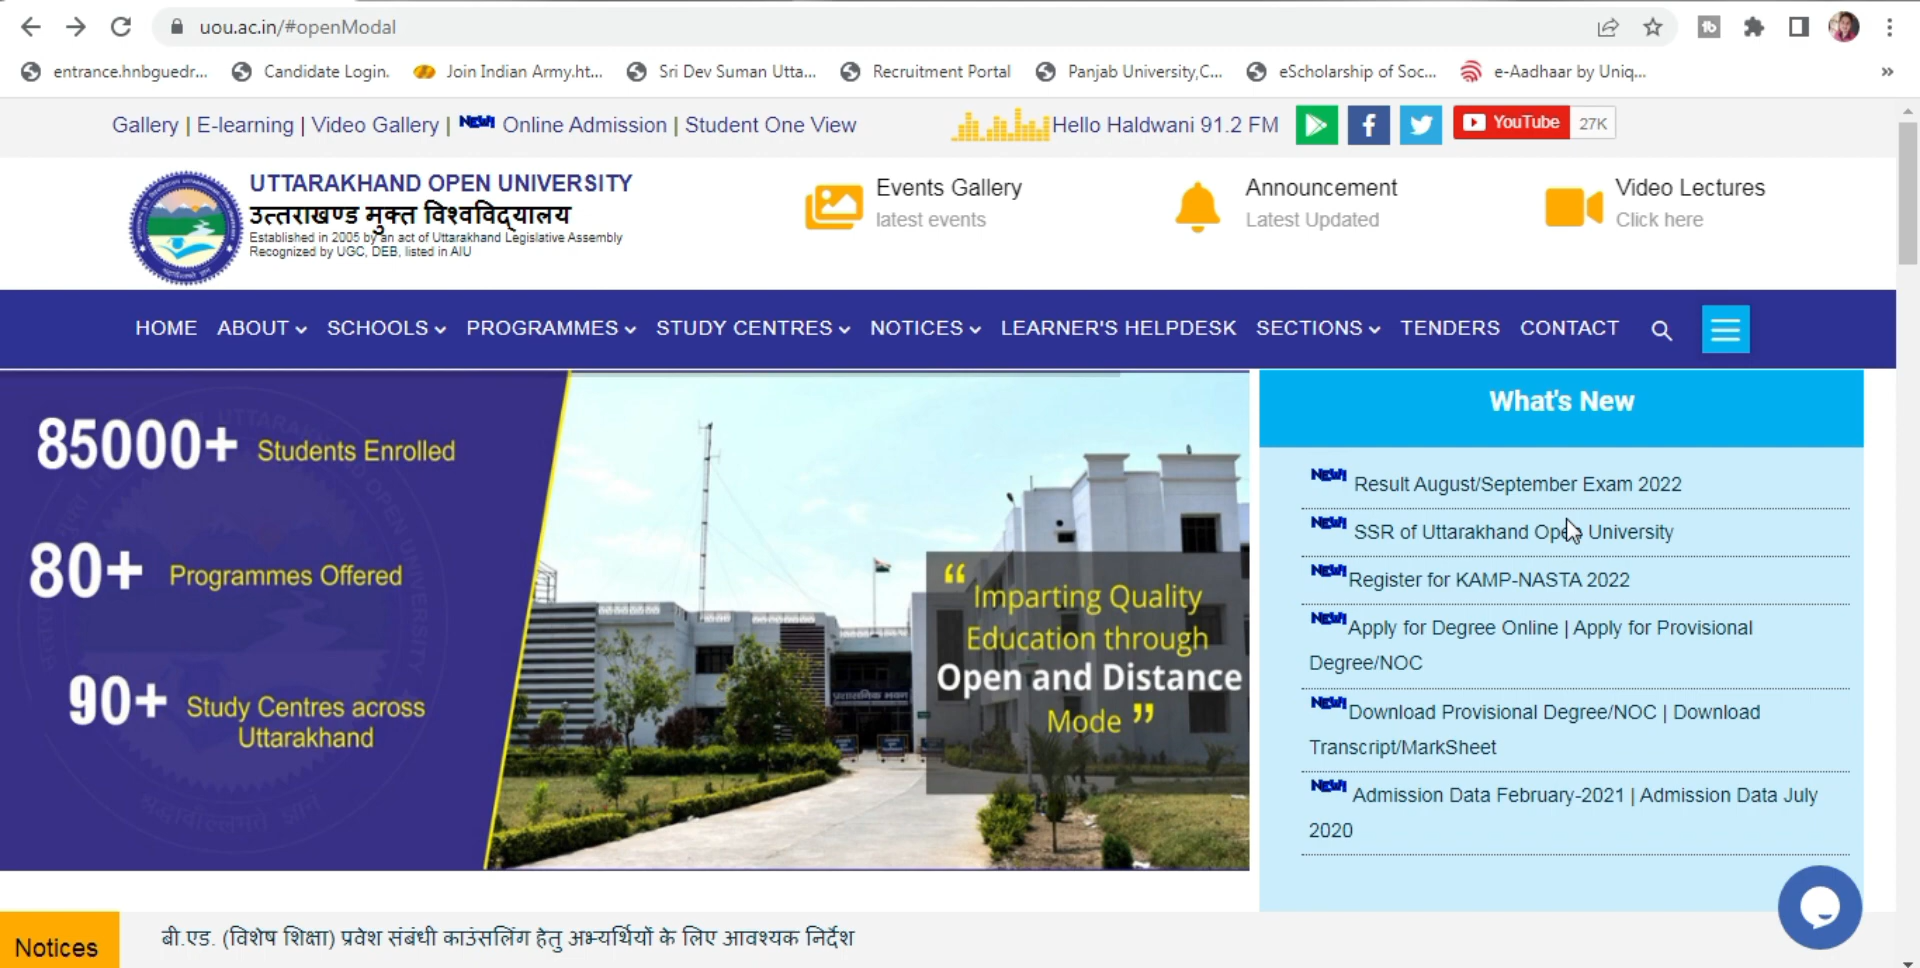 uou.ac.in/#openModal
entrance.hnbguedr... Candidate Login. Join Indian Army.ht... Sri Dev Suman Utta... Recruitment Portal Panjab University,C... eScholarship of Soc... e-Aadhaar by Uniq... »
Gallery | E-learning | Video Gallery | NEW! Online Admission | Student One View
Hello Haldwani 91.2 FM
YouTube 27K
UTTARAKHAND OPEN UNIVERSITY
उत्तराखण्ड मुक्त विश्वविद्यालय
Established in 2005 by an act of Uttarakhand Legislative Assembly
Recognized by UGC, DEB, listed in AIU
Events Gallery
latest events
Announcement
Latest Updated
Video Lectures
Click here
HOME ABOUT SCHOOLS PROGRAMMES STUDY CENTRES NOTICES LEARNER'S HELPDESK SECTIONS TENDERS CONTACT
85000+ Students Enrolled
80+ Programmes Offered
90+ Study Centres across
Uttarakhand
प्रशासनिक भवन
“ Imparting Quality
Education through
Open and Distance
Mode ”
What's New
NEW! Result August/September Exam 2022
NEW! SSR of Uttarakhand Open University
NEW! Register for KAMP-NASTA 2022
NEW! Apply for Degree Online | Apply for Provisional
Degree/NOC
NEW! Download Provisional Degree/NOC | Download
Transcript/MarkSheet
NEW! Admission Data February-2021 | Admission Data July
2020
Notices
बी.एड. (विशेष शिक्षा) प्रवेश संबंधी काउंसलिंग हेतु अभ्यर्थियों के लिए आवश्यक निर्देश